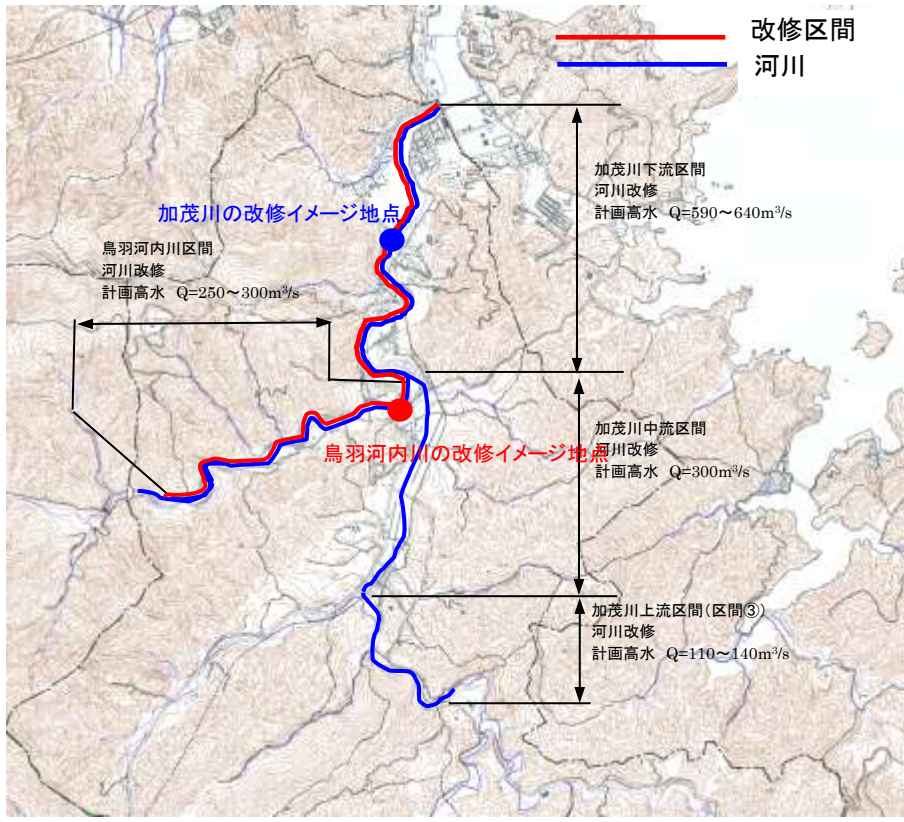 改修区間
河川
加茂川下流区間
河川改修
計画高水 Q=590～640m³/s
加茂川の改修イメージ地点
鳥羽河内川区間
河川改修
計画高水 Q=250～300m³/s
加茂川中流区間
河川改修
計画高水 Q=300m³/s
鳥羽河内川の改修イメージ地点
加茂川上流区間(区間③)
河川改修
計画高水 Q=110～140m³/s